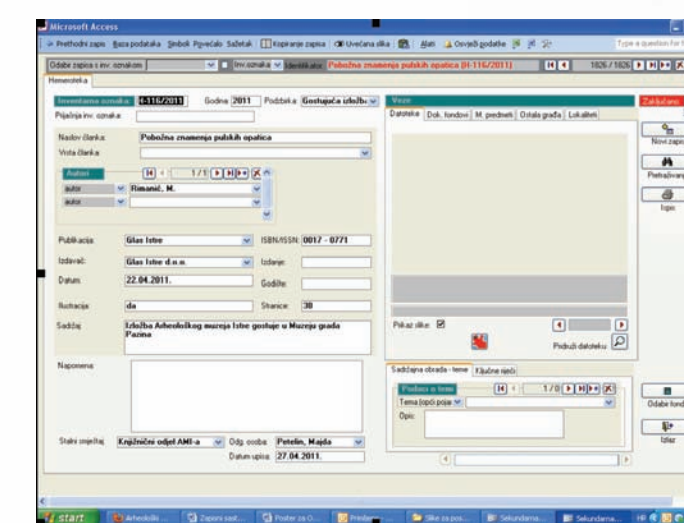 Microsoft Access
Prethodni zapis Baza podataka Simbok Povećalo Sažetak Kopiranje zapisa Uvećana slika Alati Osvježi podatke Type a question for h
Odabir zapisa s inv. oznakom Inv.oznaka Identifikator Pobožna znamenja pulskih opatica [H-116/2011] 1826 / 1826
Hemeroteka
Inventarna oznaka: H-116/2011 Godina 2011 Podzbirka Gostujuća izložb Veze Zaključano
Prijašnja inv. oznaka: Datoteke Dok. fondovi M. predmeti Ostala građa Lokaliteti
Naslov članka: Pobožna znamenja pulskih opatica Novi zapis
Vrsta članka: Pretraživanj
Autori 1 / 1
autor Rimanić, M. Ispis
autor
Publikacija: Glas Istre ISBN/ISSN: 0017 - 0771
Izdavač: Glas Istre d.o.o. Izdanje:
Datum: 22.04.2011. Godište:
Ilustracija: da Stranice: 30
Sadržaj: Izložba Arheološkog muzeja Istre gostuje u Muzeju grada Pazina
Prikaz slike:
Pridruži datoteku
Napomena: Sadržajna obrada - teme Ključne riječi
Podaci o temi 1 / 0
Tema (opći pojam Odabir fond
Opis:
Stalni smještaj: Knjižnični odjel AMI-a Odg. osoba: Petelin, Majda Izlaz
Datum upisa: 27.04.2011.
start Arheološki ... Zaporni sast... Poster za O... Slike za pos... Sekundarna... Sekundarna... HR